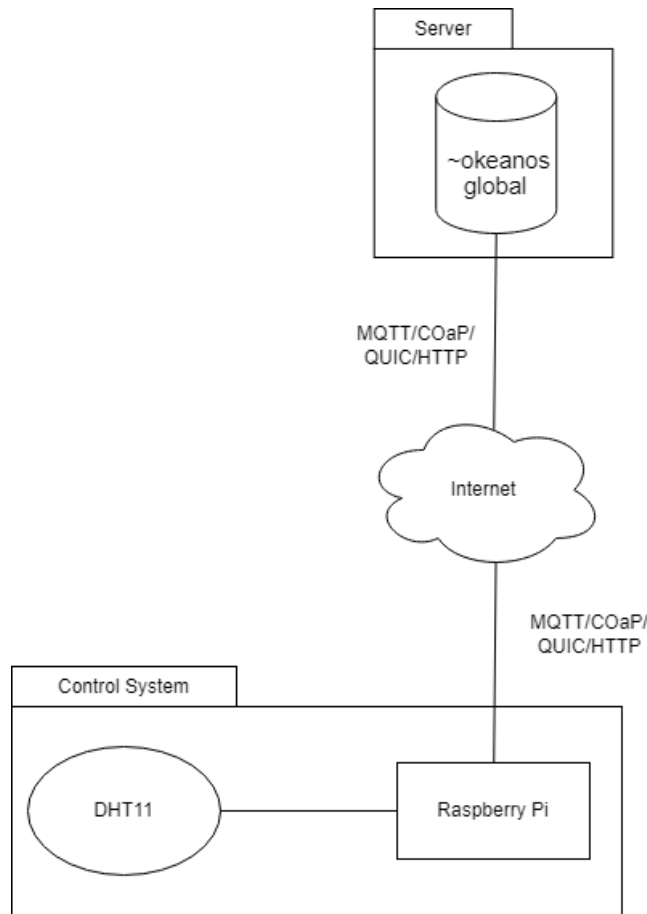 Server
~okeanos
global
MQTT/COaP/
QUIC/HTTP
Internet
MQTT/COaP/
QUIC/HTTP
Control System
DHT11
Raspberry Pi